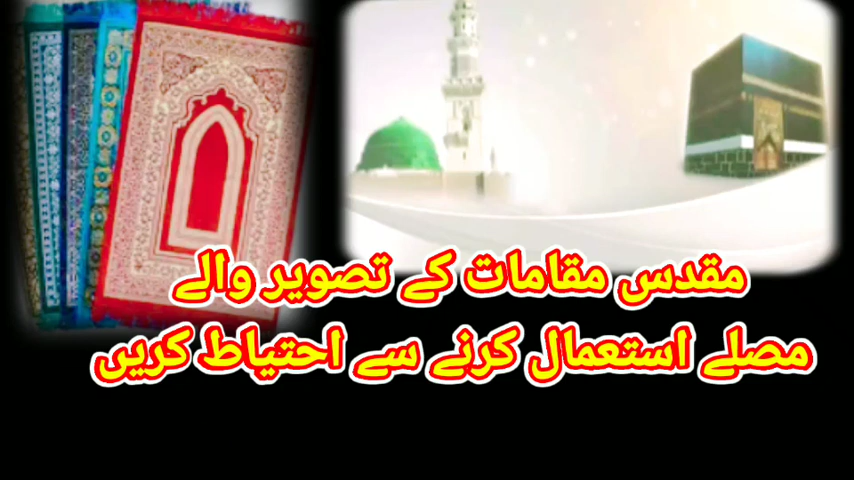 مقدس مقامات کے تصویر والے
مصلے استعمال کرنے سے احتیاط کریں